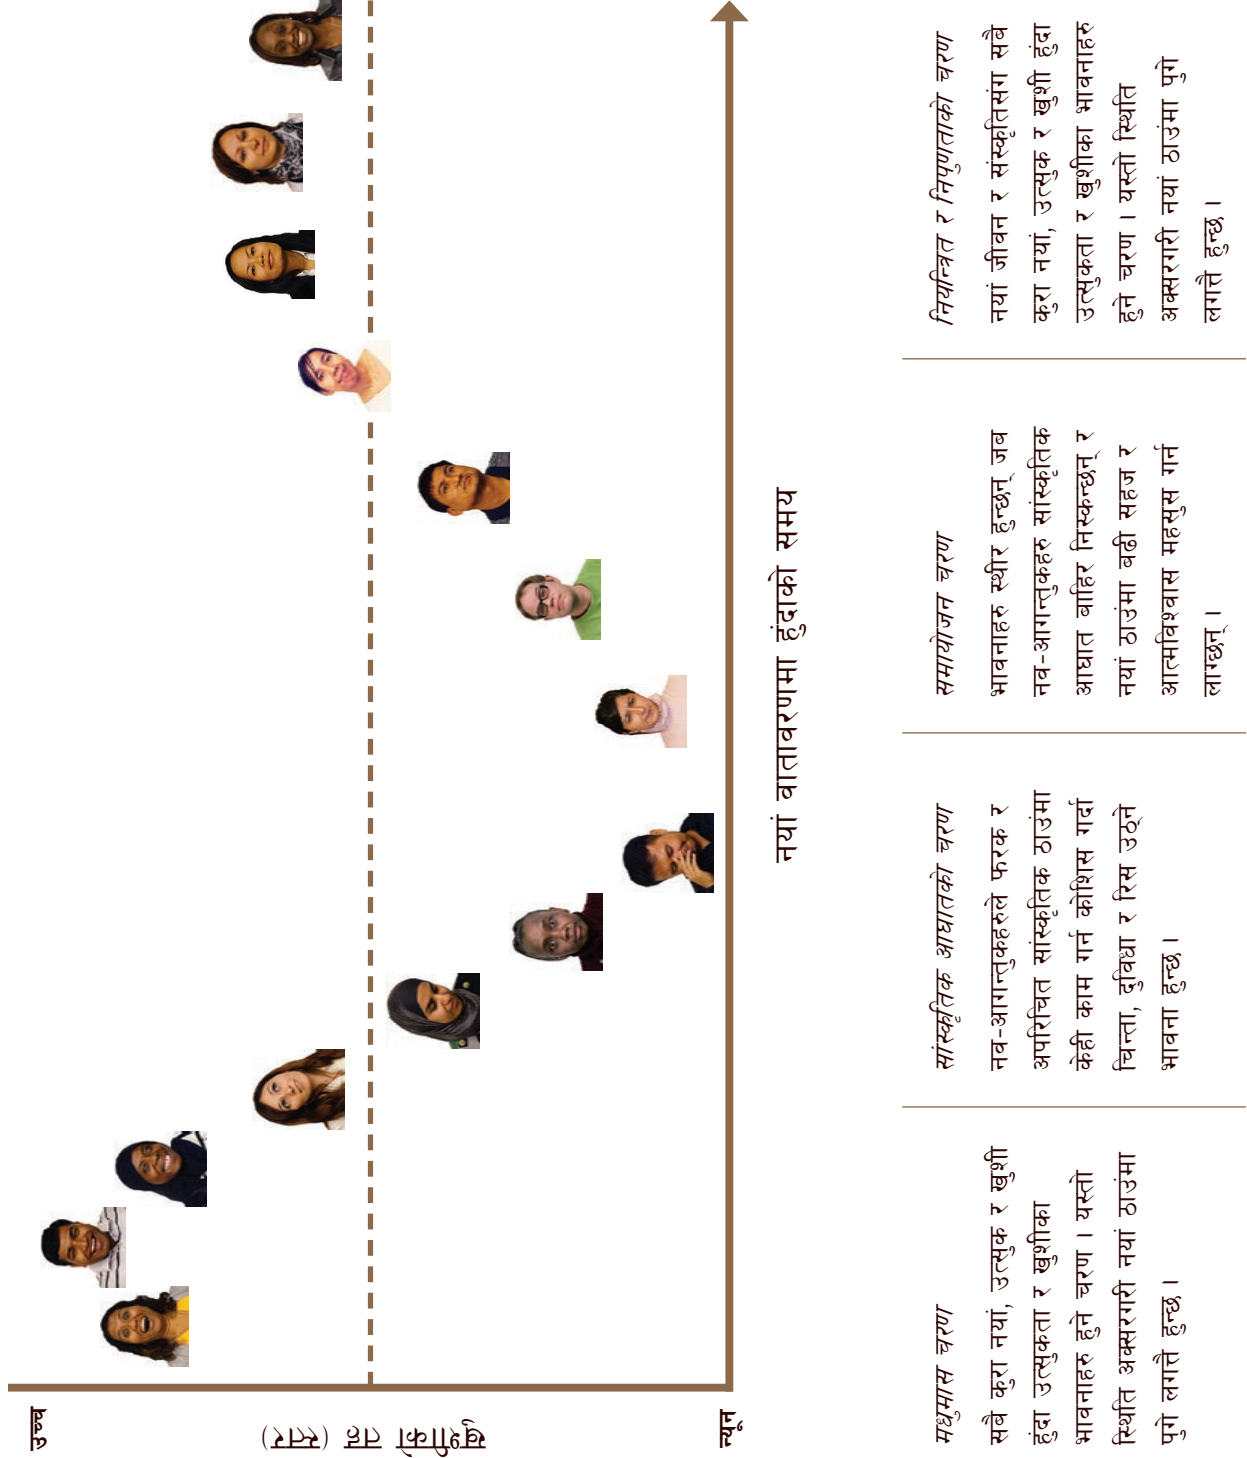 उच्च
खुशीको तह (स्तर)
न्यून
नयां वातावरणमा हुंदाको समय
मधुमास चरण
सबै कुरा नयां, उत्सुक र खुशी
हुंदा उत्सुकता र खुशीका
भावनाहरु हुने चरण । यस्तो
स्थिति अक्सरगरी नयां ठाउंमा
पुगे लगत्तै हुन्छ ।
सांस्कृतिक आघातको चरण
नव-आगन्तुकहरुले फरक र
अपरिचित सांस्कृतिक ठाउंमा
केही काम गर्न कोशिस गर्दा
चिन्ता, दुविधा र रिस उठ्ने
भावना हुन्छ ।
समायोजन चरण
भावनाहरु स्थीर हुन्छन् जब
नव-आगन्तुकहरु सांस्कृतिक
आघात बाहिर निस्कन्छन् र
नयां ठाउंमा बढी सहज र
आत्मविश्वास महसुस गर्न
लाग्छन् ।
नियन्त्रित र निपुणताको चरण
नयां जीवन र संस्कृतिसंग सबै
कुरा नयां, उत्सुक र खुशी हुंदा
उत्सुकता र खुशीका भावनाहरु
हुने चरण । यस्तो स्थिति
अक्सरगरी नयां ठाउंमा पुगे
लगत्तै हुन्छ ।